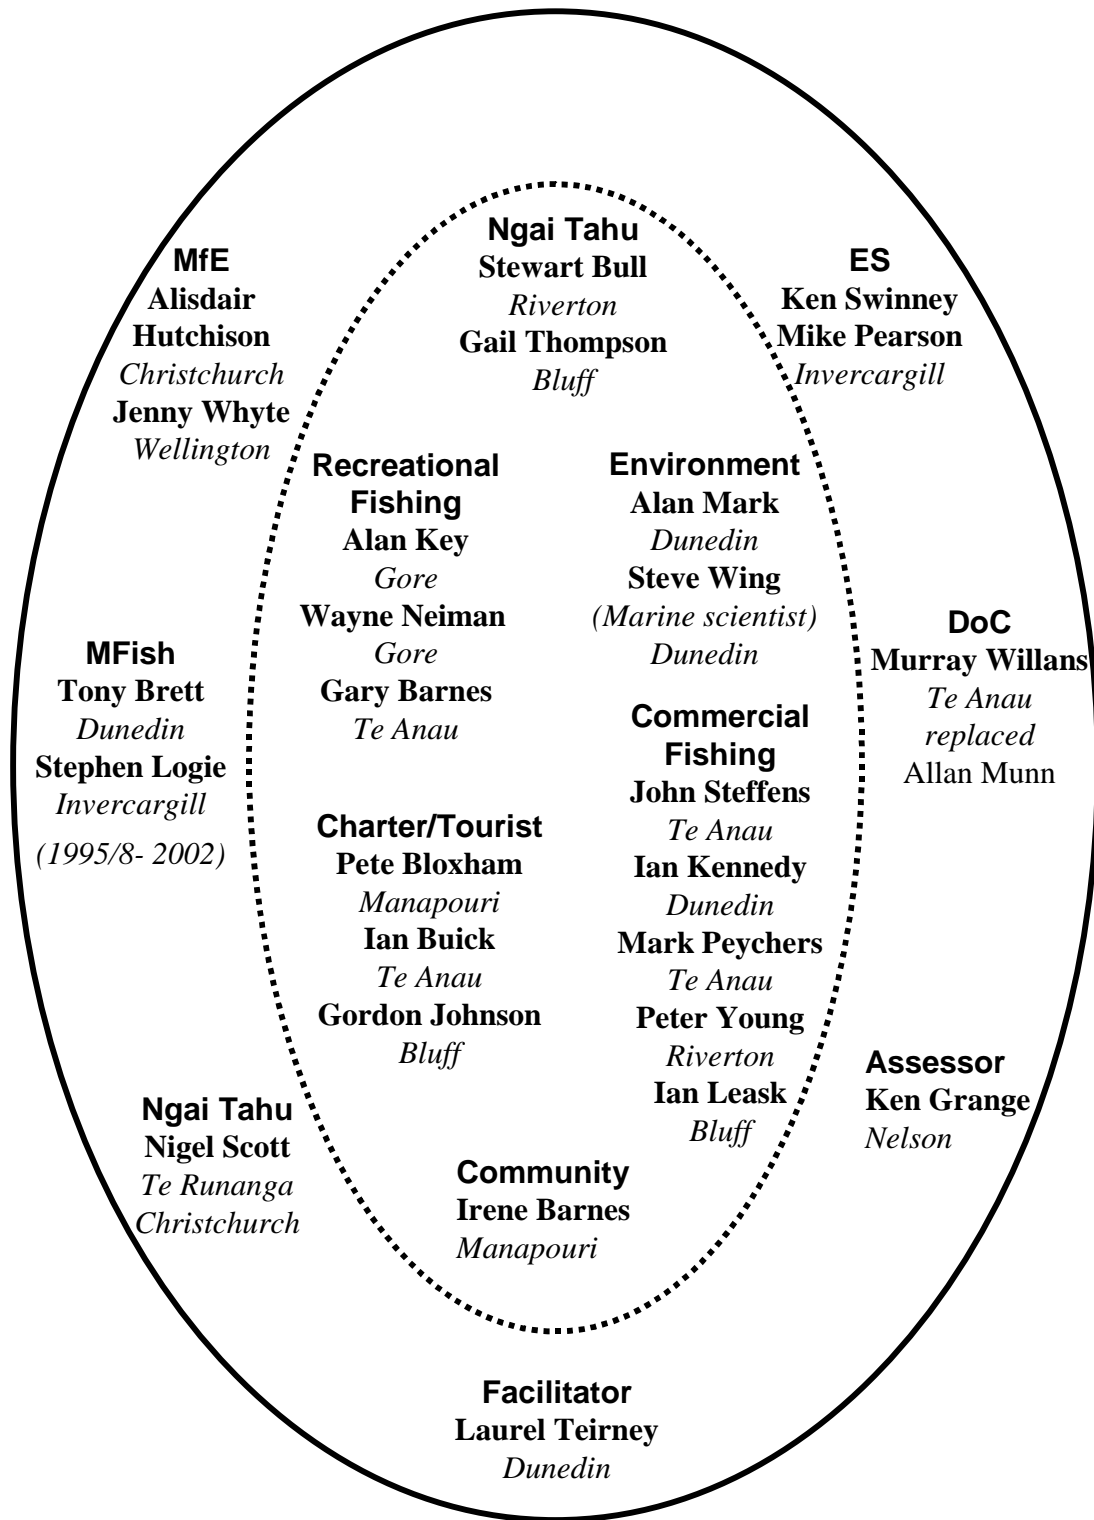 MfE
Alisdair
Hutchison
Christchurch
Jenny Whyte
Wellington
Ngai Tahu
Stewart Bull
Riverton
Gail Thompson
Bluff
ES
Ken Swinney
Mike Pearson
Invercargill
Recreational
Fishing
Alan Key
Gore
Wayne Neiman
Gore
Gary Barnes
Te Anau
Environment
Alan Mark
Dunedin
Steve Wing
(Marine scientist)
Dunedin
MFish
Tony Brett
Dunedin
Stephen Logie
Invercargill
(1995/8- 2002)
DoC
Murray Willans
Te Anau
replaced
Allan Munn
Charter/Tourist
Pete Bloxham
Manapouri
Ian Buick
Te Anau
Gordon Johnson
Bluff
Commercial
Fishing
John Steffens
Te Anau
Ian Kennedy
Dunedin
Mark Peychers
Te Anau
Peter Young
Riverton
Ian Leask
Bluff
Ngai Tahu
Nigel Scott
Te Runanga
Christchurch
Community
Irene Barnes
Manapouri
Assessor
Ken Grange
Nelson
Facilitator
Laurel Teirney
Dunedin